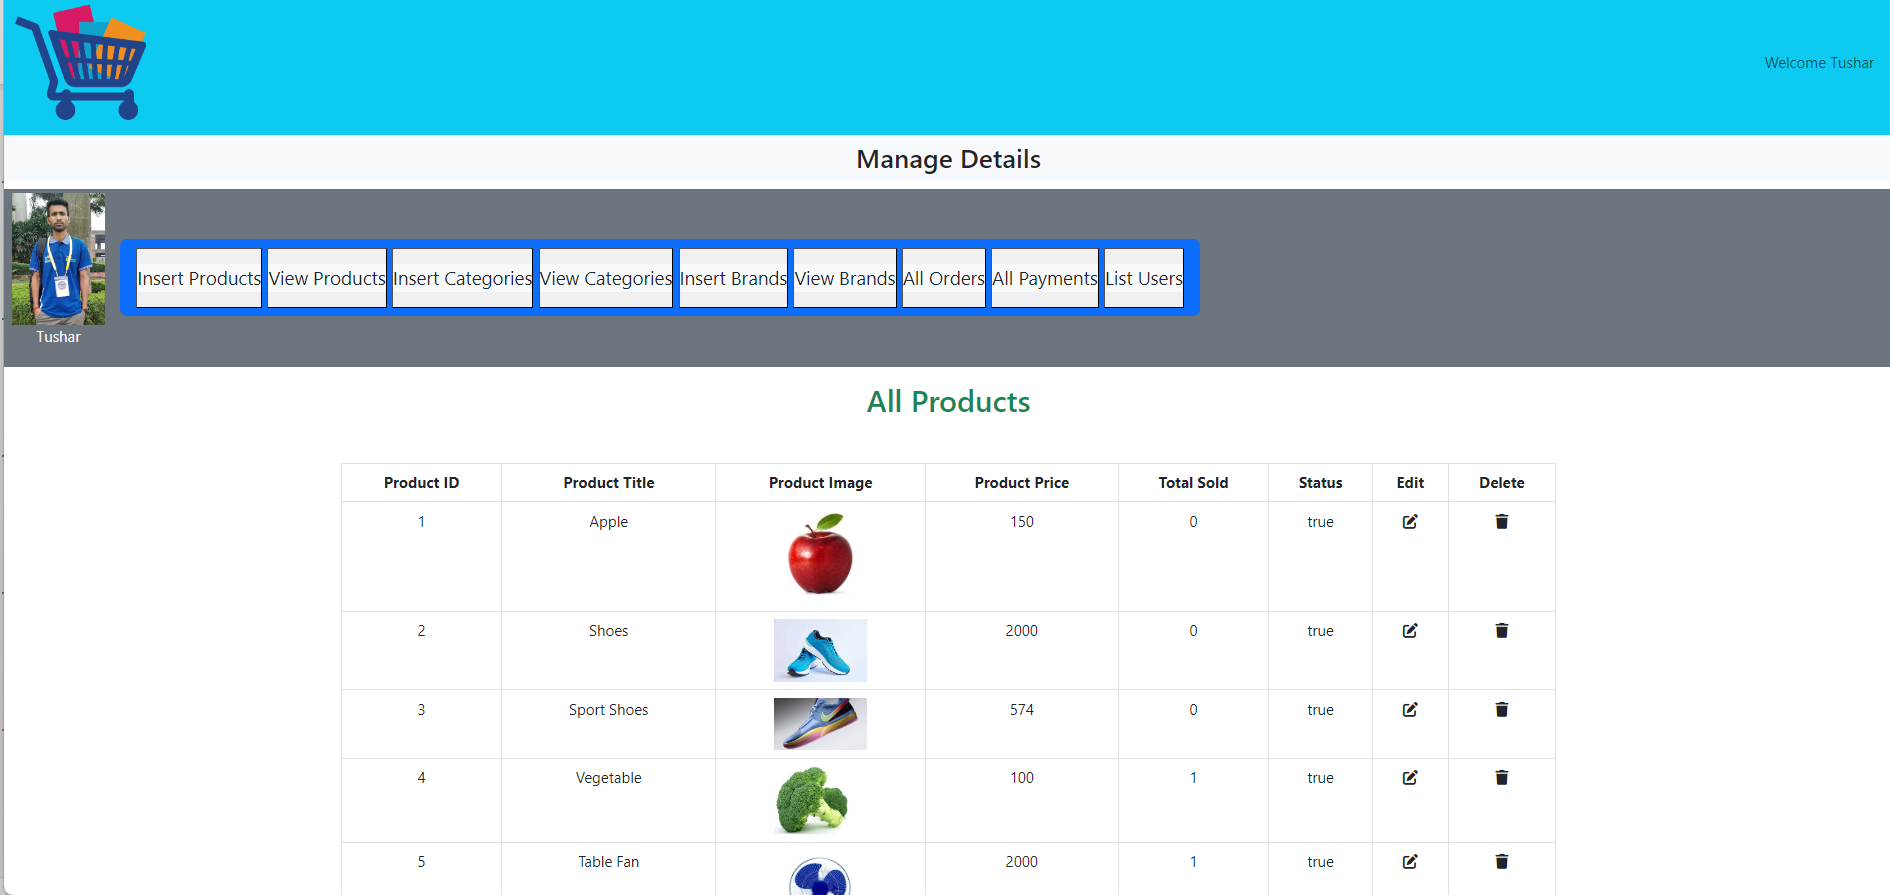 Welcome Tushar
Manage Details
Insert Products View Products Insert Categories View Categories Insert Brands View Brands All Orders All Payments List Users
Tushar
All Products
Product ID Product Title Product Image Product Price Total Sold Status Edit Delete
1 Apple 150 0 true
2 Shoes 2000 0 true
3 Sport Shoes 574 0 true
4 Vegetable 100 1 true
5 Table Fan 2000 1 true